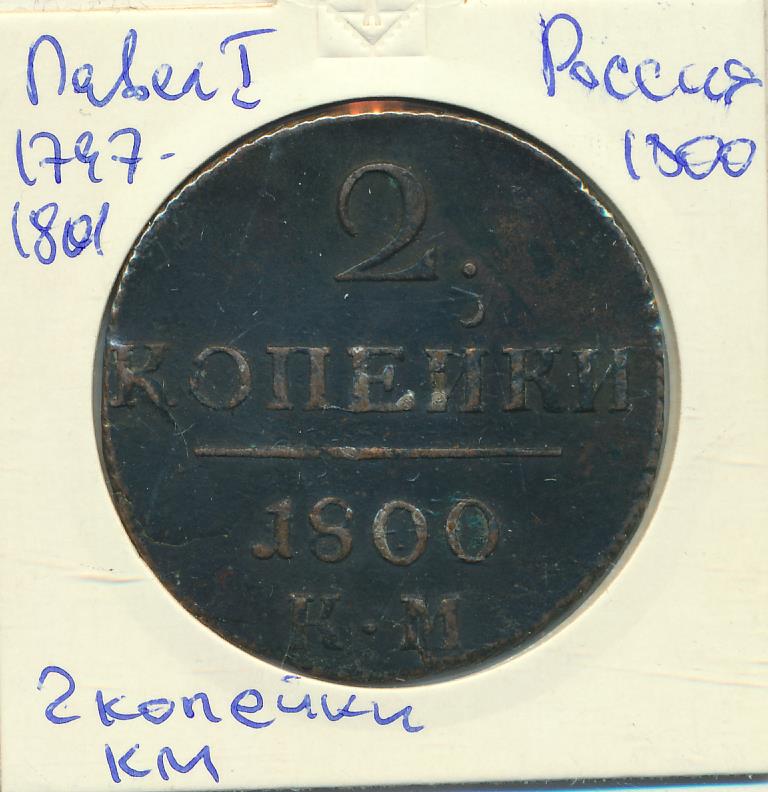 Павел I
1797-
1801
Россия
1800
2.
КОПЕЙКИ
1800
К·М
2 копейки
КМ